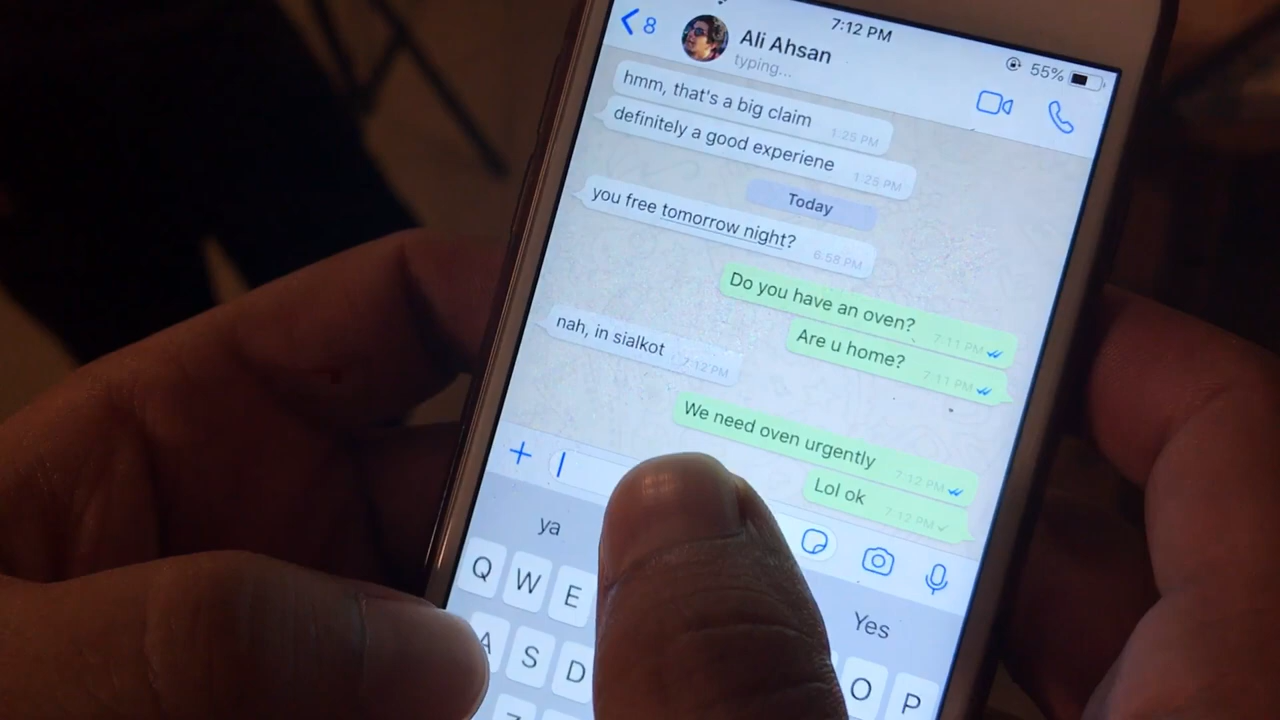 7:12 PM
8
Ali Ahsan
55%
typing...
hmm, that's a big claim 1:25 PM
definitely a good experiene 1:25 PM
Today
you free tomorrow night? 6:58 PM
Do you have an oven? 7:11 PM
Are u home? 7:11 PM
nah, in sialkot 7:12 PM
We need oven urgently 7:12 PM
Lol ok 7:12 PM
ya
Yes
Q W E O P
A S D